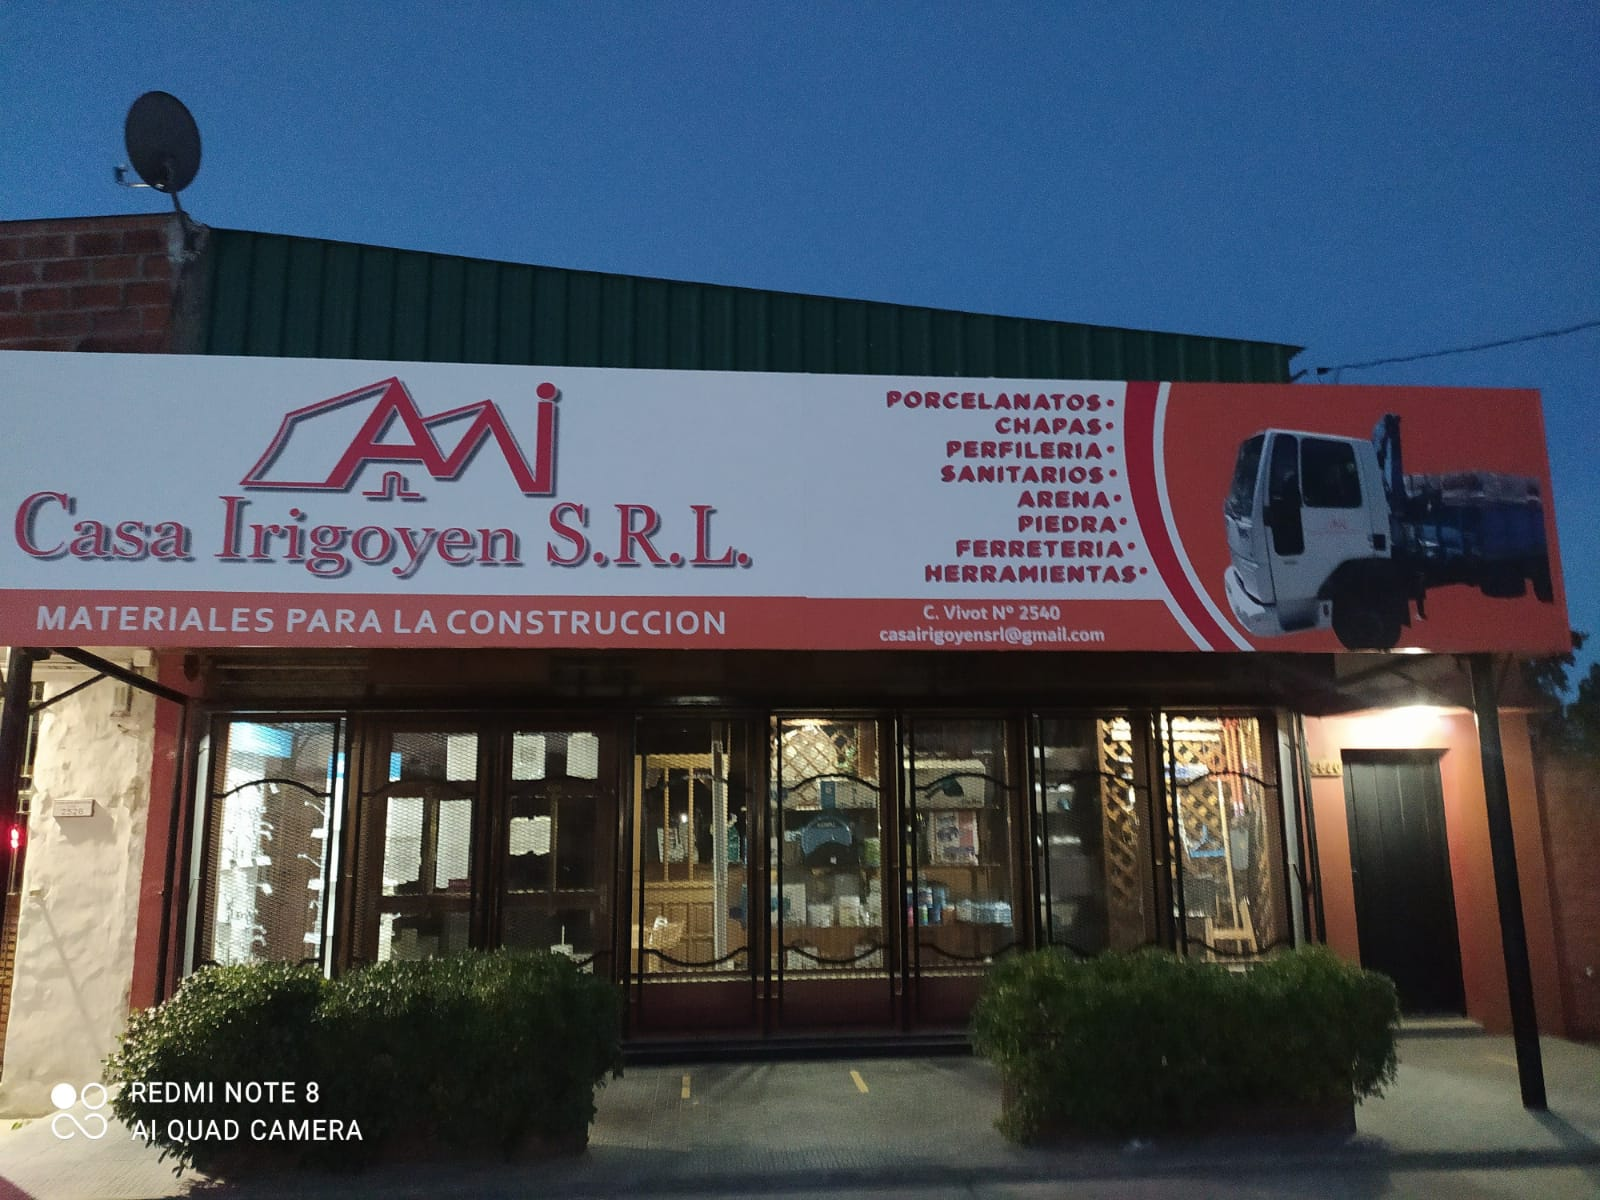 Casa Irigoyen S.R.L.
MATERIALES PARA LA CONSTRUCCION
PORCELANATOS•
CHAPAS•
PERFILERIA•
SANITARIOS•
ARENA•
PIEDRA•
FERRETERIA•
HERRAMIENTAS•
C. Vivot Nº 2540
casairigoyensrl@gmail.com
2528
REDMI NOTE 8
AI QUAD CAMERA